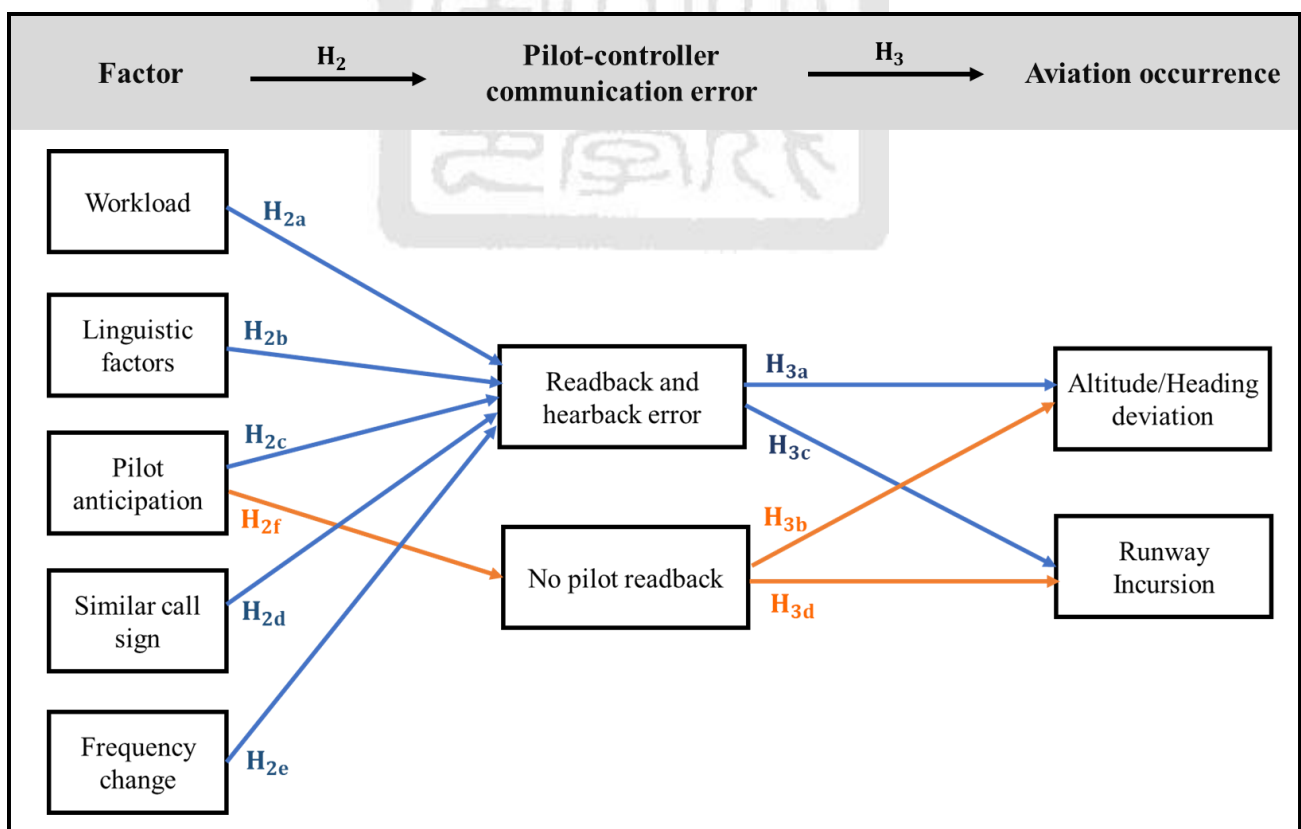 Factor
H₂
Pilot-controller
communication error
H₃
Aviation occurrence
Workload
H₂ₐ
Linguistic
factors
H₂b
Pilot
anticipation
H₂c
H₂f
Similar call
sign
H₂d
Frequency
change
H₂ₑ
Readback and
hearback error
H₃ₐ
H₃c
No pilot readback
H₃b
H₃d
Altitude/Heading
deviation
Runway
Incursion